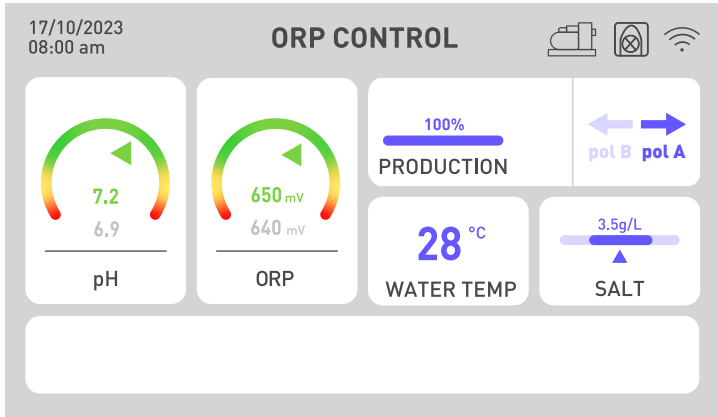 17/10/2023
08:00 am
ORP CONTROL
7.2
6.9
pH
650 mV
640 mV
ORP
100%
PRODUCTION
pol B pol A
28 °C
WATER TEMP
3.5g/L
SALT